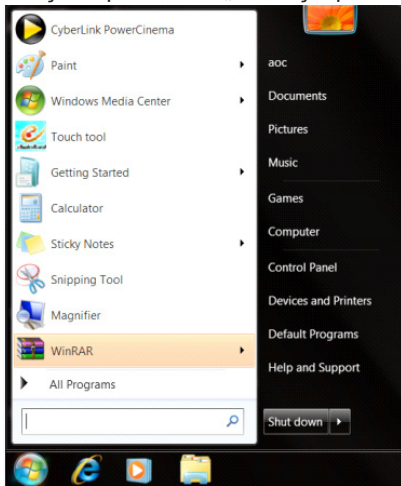 CyberLink PowerCinema
Paint
Windows Media Center
Touch tool
Getting Started
Calculator
Sticky Notes
Snipping Tool
Magnifier
WinRAR
All Programs
aoc
Documents
Pictures
Music
Games
Computer
Control Panel
Devices and Printers
Default Programs
Help and Support
Shut down